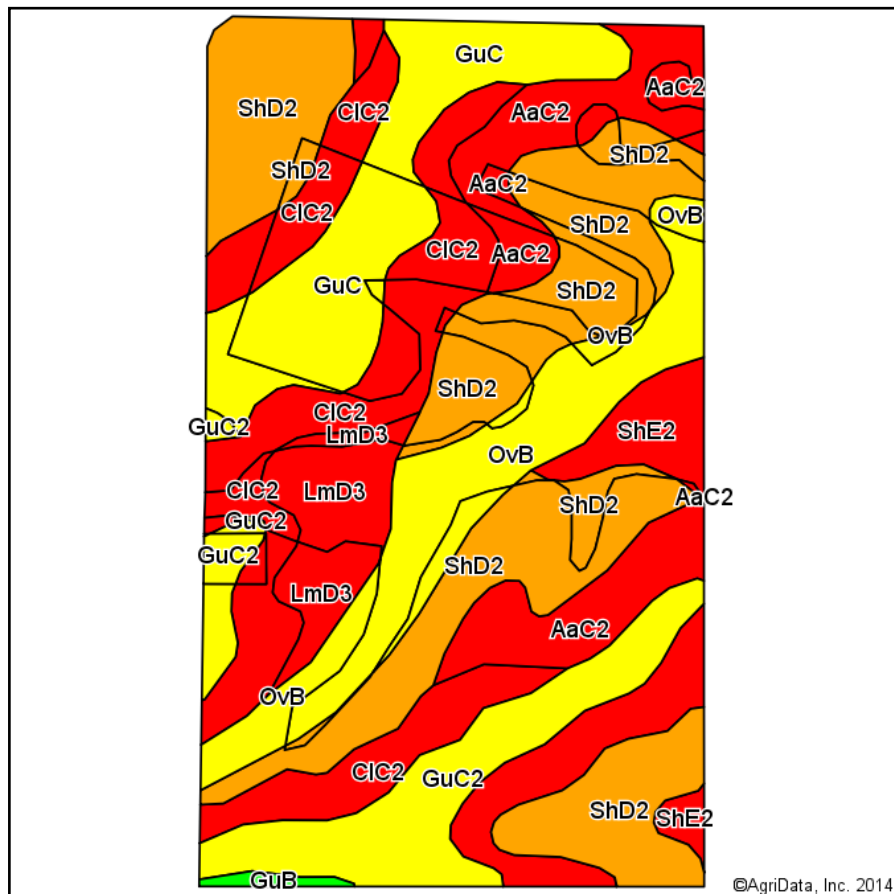 GuC
AaC2
ShD2
ClC2
AaC2
ShD2
ShD2
AaC2
ClC2
OvB
ShD2
ClC2
AaC2
GuC
ShD2
OvB
ShD2
ClC2
GuC2
LmD3
ShE2
OvB
ClC2
LmD3
AaC2
ShD2
GuC2
GuC2
ShD2
LmD3
AaC2
OvB
ClC2
GuC2
ShD2
ShE2
GuB
©AgriData, Inc. 2014